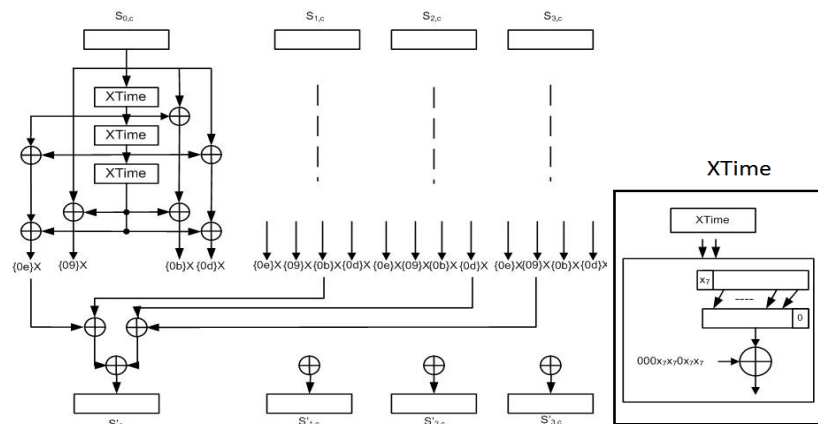 S0,c S1,c S2,c S3,c
XTime
XTime
XTime
XTime
XTime
x7
----
0
000x7x70x7x7
{0e}X {09}X {0b}X {0d}X {0e}X {09}X {0b}X {0d}X {0e}X {09}X {0b}X {0d}X {0e}X {09}X {0b}X {0d}X
S'1,c S'2,c